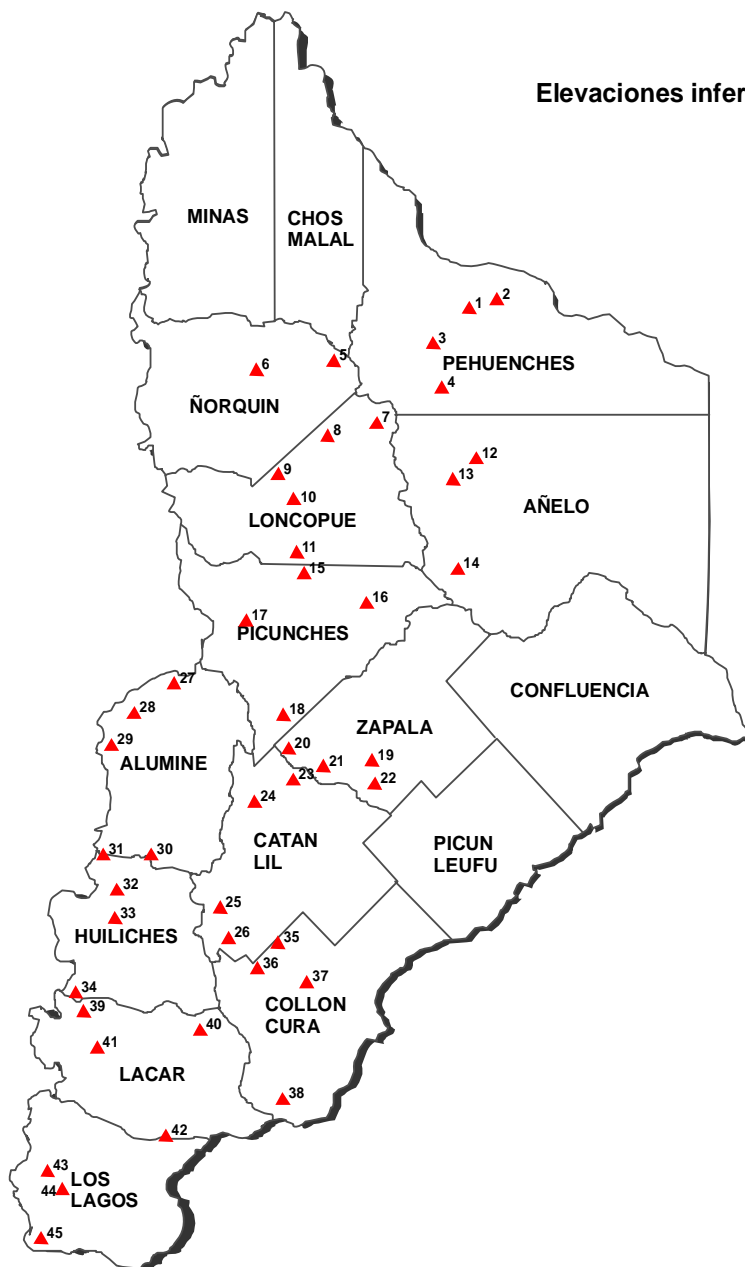 Elevaciones infer
MINAS
CHOS
MALAL
1
2
3
PEHUENCHES
4
5
6
ÑORQUIN
7
8
9
10
LONCOPUE
11
12
13
AÑELO
14
15
16
17
PICUNCHES
18
CONFLUENCIA
ZAPALA
19
20
21
22
23
24
27
28
29
ALUMINE
CATAN
LIL
PICUN
LEUFU
31
30
32
33
HUILICHES
25
26
35
36
37
COLLON
CURA
34
39
40
41
LACAR
38
42
43
44
LOS
LAGOS
45